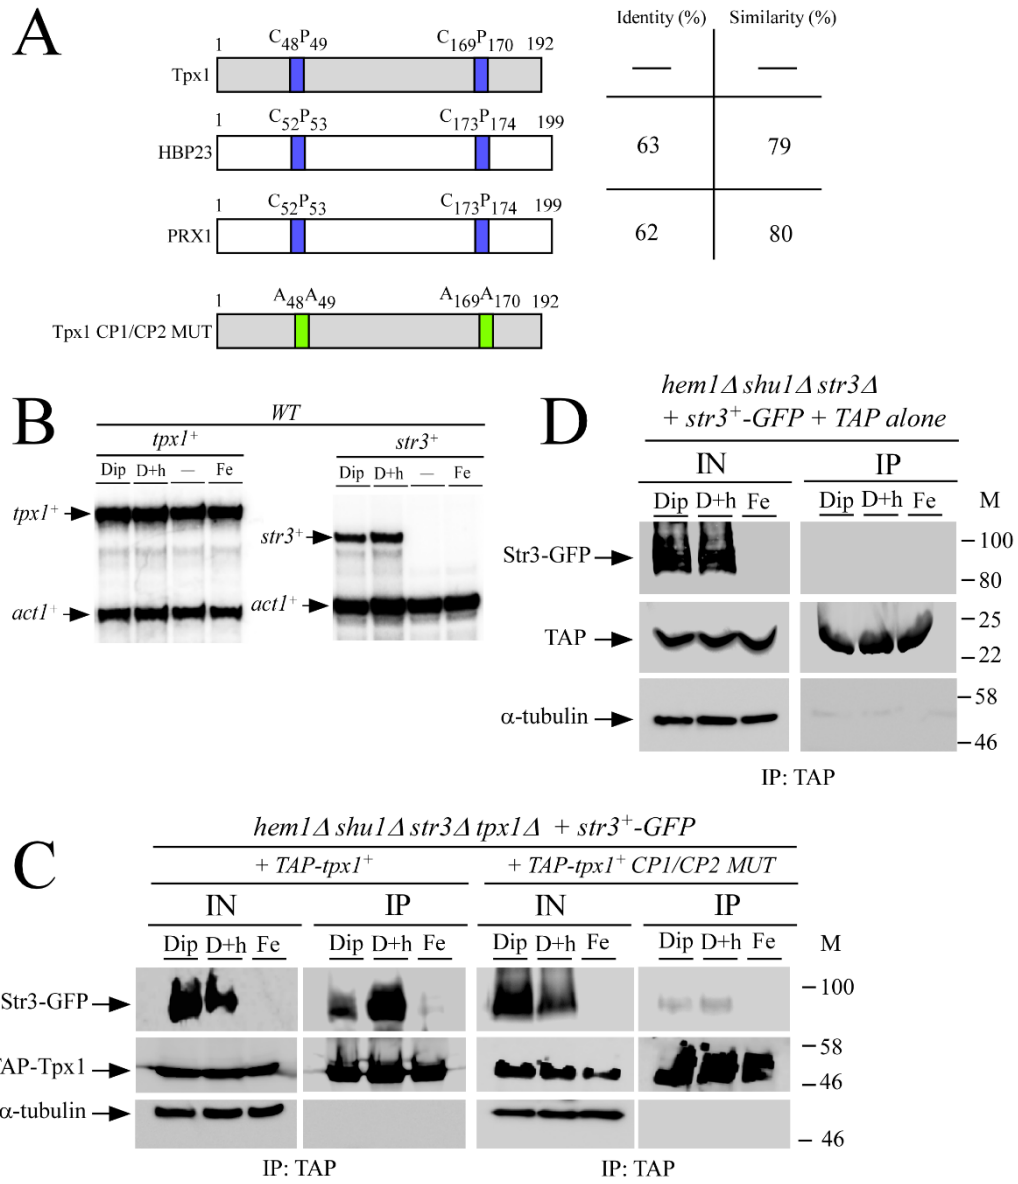 A
Identity (%) Similarity (%)
1 C48P49 C169P170 192
Tpx1
1 C52P53 C173P174 199
HBP23 63 79
1 C52P53 C173P174 199
PRX1 62 80
1 A48A49 A169A170 192
Tpx1 CP1/CP2 MUT
B
WT
tpx1+ str3+
Dip D+h — Fe Dip D+h — Fe
tpx1+
str3+
act1+ act1+
D
hem1Δ shu1Δ str3Δ
+ str3+-GFP + TAP alone
IN IP
Dip D+h Fe Dip D+h Fe M
Str3-GFP 100
80
TAP 25
22
α-tubulin 58
46
IP: TAP
C
hem1Δ shu1Δ str3Δ tpx1Δ + str3+-GFP
+ TAP-tpx1+ + TAP-tpx1+ CP1/CP2 MUT
IN IP IN IP
Dip D+h Fe Dip D+h Fe Dip D+h Fe Dip D+h Fe M
Str3-GFP 100
TAP-Tpx1 58
46
α-tubulin
46
IP: TAP IP: TAP